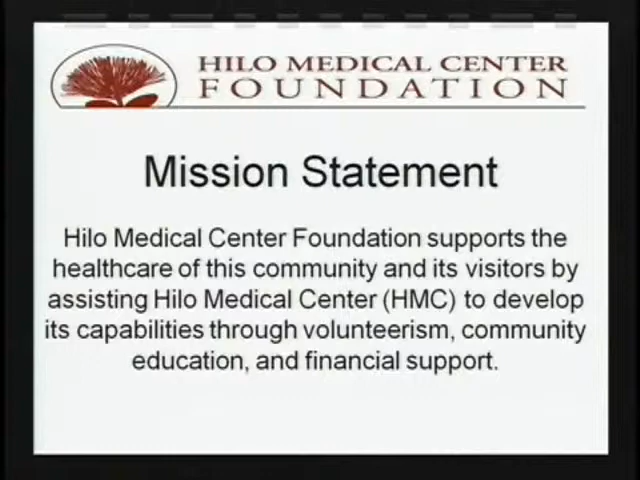 HILO MEDICAL CENTER
FOUNDATION
Mission Statement
Hilo Medical Center Foundation supports the
healthcare of this community and its visitors by
assisting Hilo Medical Center (HMC) to develop
its capabilities through volunteerism, community
education, and financial support.